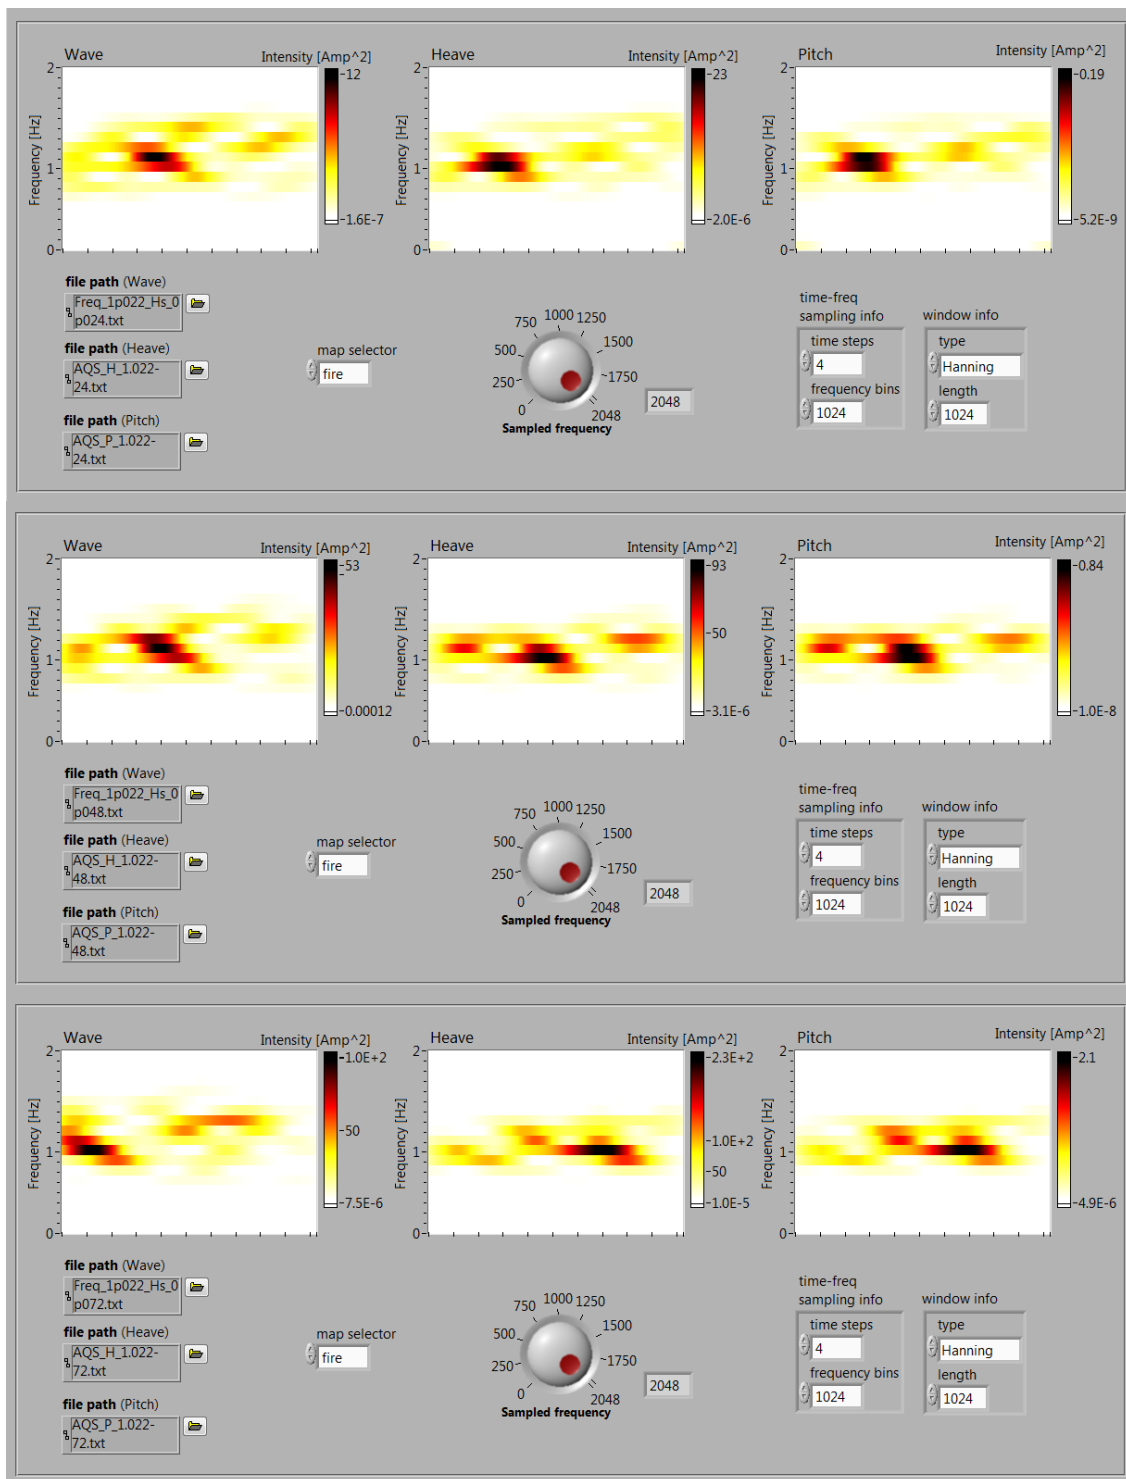 Wave Intensity [Amp^2] Heave Intensity [Amp^2] Pitch Intensity [Amp^2]
2 12 2 23 2 0.19
Frequency [Hz] Frequency [Hz] Frequency [Hz]
1 1 1
1.6E-7 2.0E-6 5.2E-9
0 0 0
file path (Wave)
Freq_1p022_Hs_0
p024.txt
file path (Heave)
AQS_H_1.022-
24.txt
file path (Pitch)
AQS_P_1.022-
24.txt
map selector
fire
0 250 500 750 1000 1250 1500 1750 2048
2048
Sampled frequency
time-freq
sampling info
time steps
4
frequency bins
1024
window info
type
Hanning
length
1024
Wave Intensity [Amp^2] Heave Intensity [Amp^2] Pitch Intensity [Amp^2]
2 53 2 93 2 0.84
50
Frequency [Hz] Frequency [Hz] Frequency [Hz]
1 1 1
0.00012 3.1E-6 1.0E-8
0 0 0
file path (Wave)
Freq_1p022_Hs_0
p048.txt
file path (Heave)
AQS_H_1.022-
48.txt
file path (Pitch)
AQS_P_1.022-
48.txt
map selector
fire
0 250 500 750 1000 1250 1500 1750 2048
2048
Sampled frequency
time-freq
sampling info
time steps
4
frequency bins
1024
window info
type
Hanning
length
1024
Wave Intensity [Amp^2] Heave Intensity [Amp^2] Pitch Intensity [Amp^2]
2 1.0E+2 2 2.3E+2 2 2.1
50 1.0E+2
50
Frequency [Hz] Frequency [Hz] Frequency [Hz]
1 1 1
7.5E-6 1.0E-5 4.9E-6
0 0 0
file path (Wave)
Freq_1p022_Hs_0
p072.txt
file path (Heave)
AQS_H_1.022-
72.txt
file path (Pitch)
AQS_P_1.022-
72.txt
map selector
fire
0 250 500 750 1000 1250 1500 1750 2048
2048
Sampled frequency
time-freq
sampling info
time steps
4
frequency bins
1024
window info
type
Hanning
length
1024